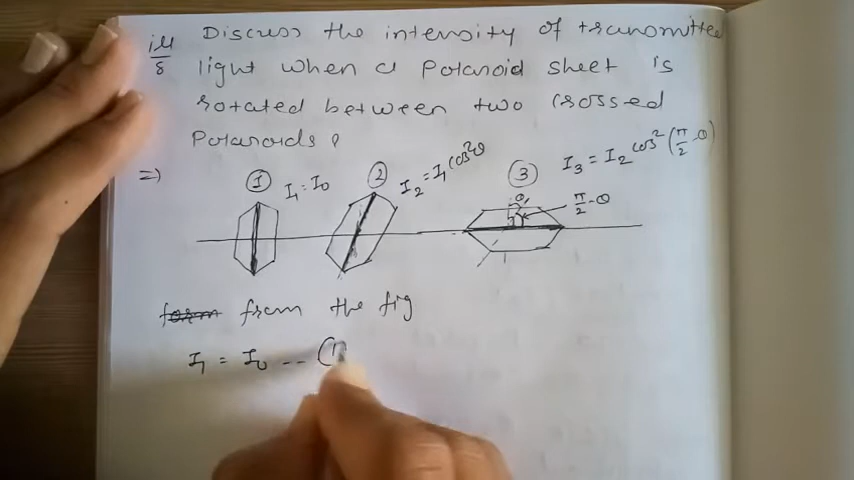 ill Discuss the intensity of transmitted
8 light when a Polaroid sheet is
rotated between two crossed
Polaroids ?
=> 1 I₁ = I₀ 2 I₂ = I₁ cos²θ 3 I₃ = I₂ cos² (π/2 - θ)
θ π/2 - θ
form from the fig
I₁ = I₀ -- (1